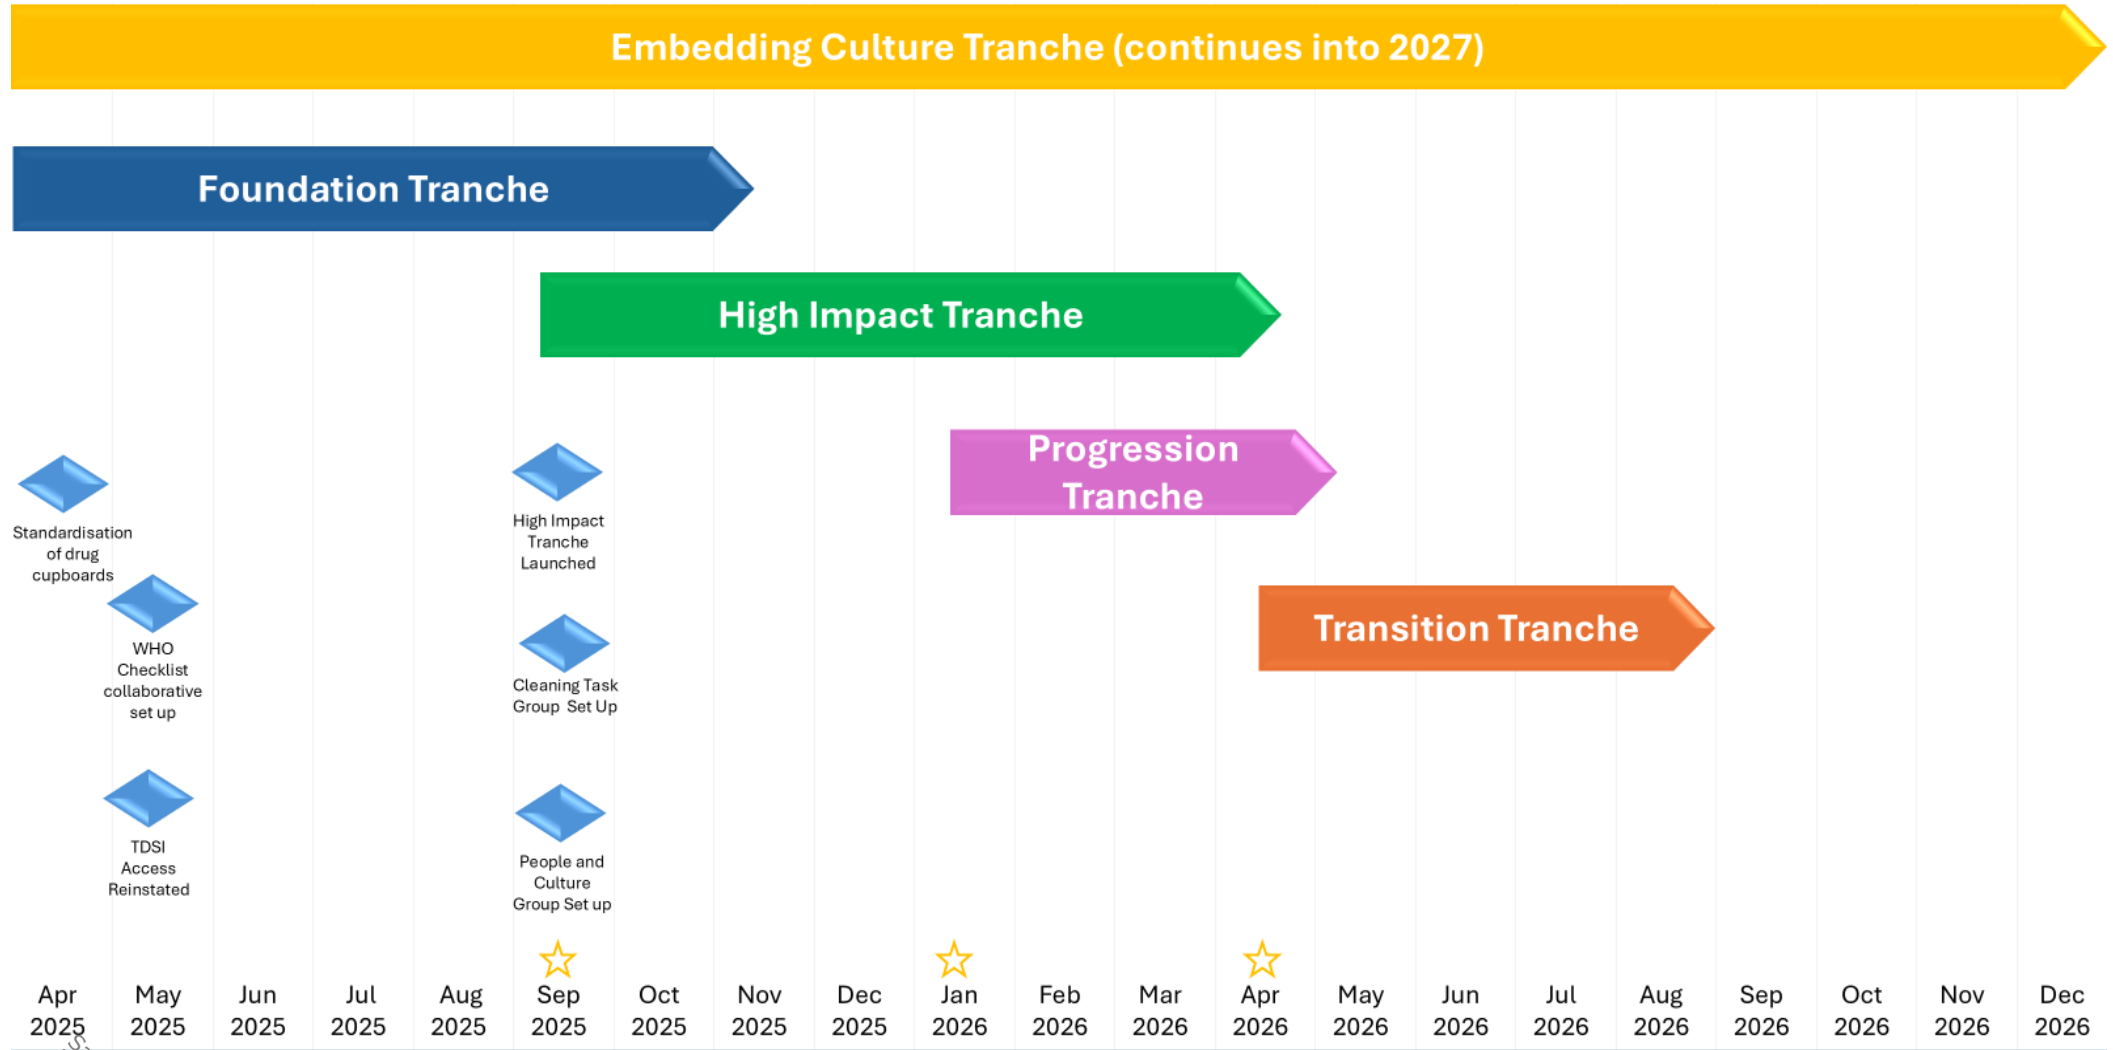 Embedding Culture Tranche (continues into 2027)
Foundation Tranche
High Impact Tranche
Progression
Tranche
Transition Tranche
Standardisation
of drug
cupboards
WHO
Checklist
collaborative
set up
TDSI
Access
Reinstated
High Impact
Tranche
Launched
Cleaning Task
Group Set Up
People and
Culture
Group Set up
Apr May Jun Jul Aug Sep Oct Nov Dec Jan Feb Mar Apr May Jun Jul Aug Sep Oct Nov Dec
2025 2025 2025 2025 2025 2025 2025 2025 2025 2026 2026 2026 2026 2026 2026 2026 2026 2026 2026 2026 2026